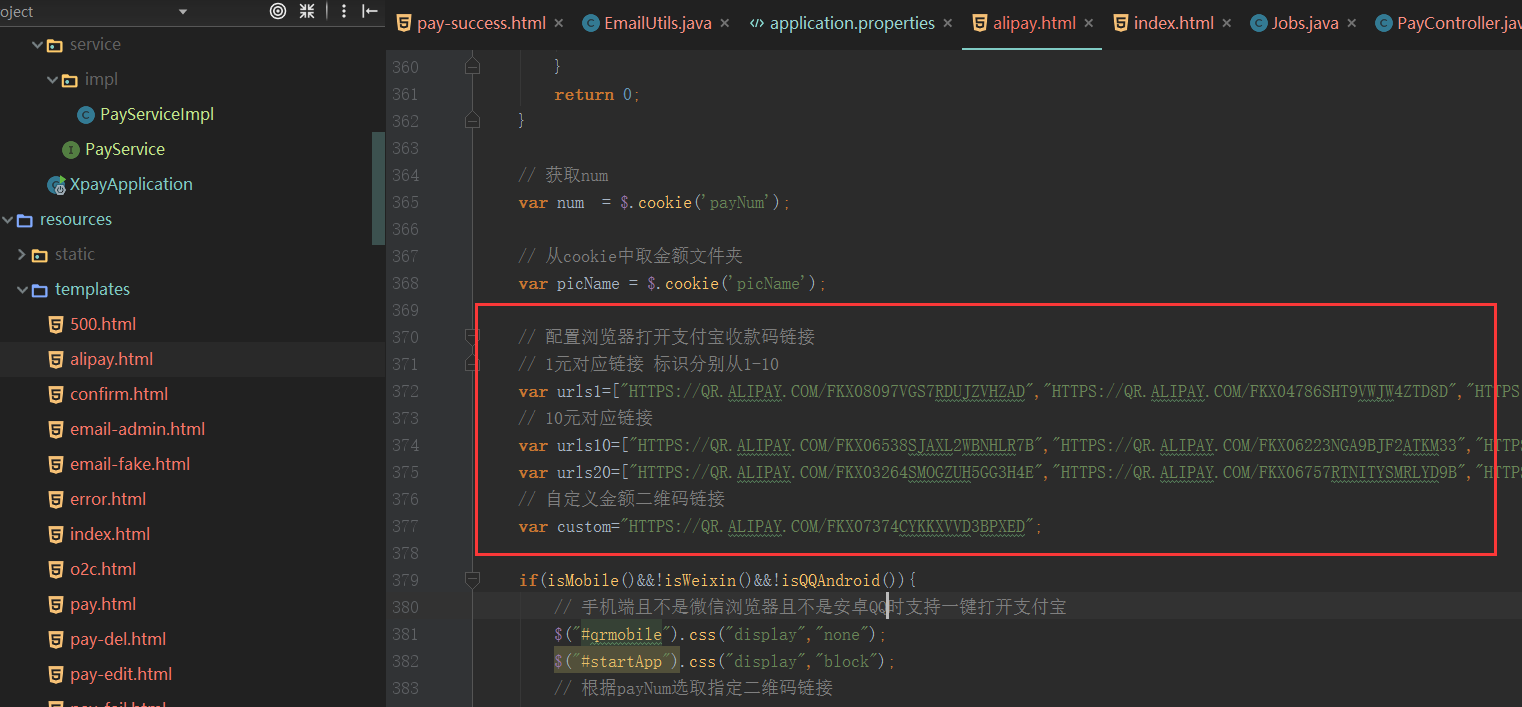 oject
service
impl
PayServiceImpl
PayService
XpayApplication
resources
static
templates
500.html
alipay.html
confirm.html
email-admin.html
email-fake.html
error.html
index.html
o2c.html
pay.html
pay-del.html
pay-edit.html
pay-fail.html
pay-success.html EmailUtils.java application.properties alipay.html index.html Jobs.java PayController.jav
360 }
361 return 0;
362 }
363
364 // 获取num
365 var num = $.cookie('payNum');
366
367 // 从cookie中取金额文件夹
368 var picName = $.cookie('picName');
369
370 // 配置浏览器打开支付宝收款码链接
371 // 1元对应链接 标识分别从1-10
372 var urls1=["HTTPS://QR.ALIPAY.COM/FKX08097VGS7RDUJZVHZAD","HTTPS://QR.ALIPAY.COM/FKX04786SHT9VWJW4ZTD8D","HTTPS
373 // 10元对应链接
374 var urls10=["HTTPS://QR.ALIPAY.COM/FKX06538SJAXL2WBNHLR7B","HTTPS://QR.ALIPAY.COM/FKX06223NGA9BJF2ATKM33","HTTPS
375 var urls20=["HTTPS://QR.ALIPAY.COM/FKX03264SMOGZUH5GG3H4E","HTTPS://QR.ALIPAY.COM/FKX06757RTNITYSMRLYD9B","HTTPS
376 // 自定义金额二维码链接
377 var custom="HTTPS://QR.ALIPAY.COM/FKX07374CYKKXVVD3BPXED";
378
379 if(isMobile()&&!isWeixin()&&!isQQAndroid()){
380 // 手机端且不是微信浏览器且不是安卓QQ时支持一键打开支付宝
381 $("#qrmobile").css("display","none");
382 $("#startApp").css("display","block");
383 // 根据payNum选取指定二维码链接